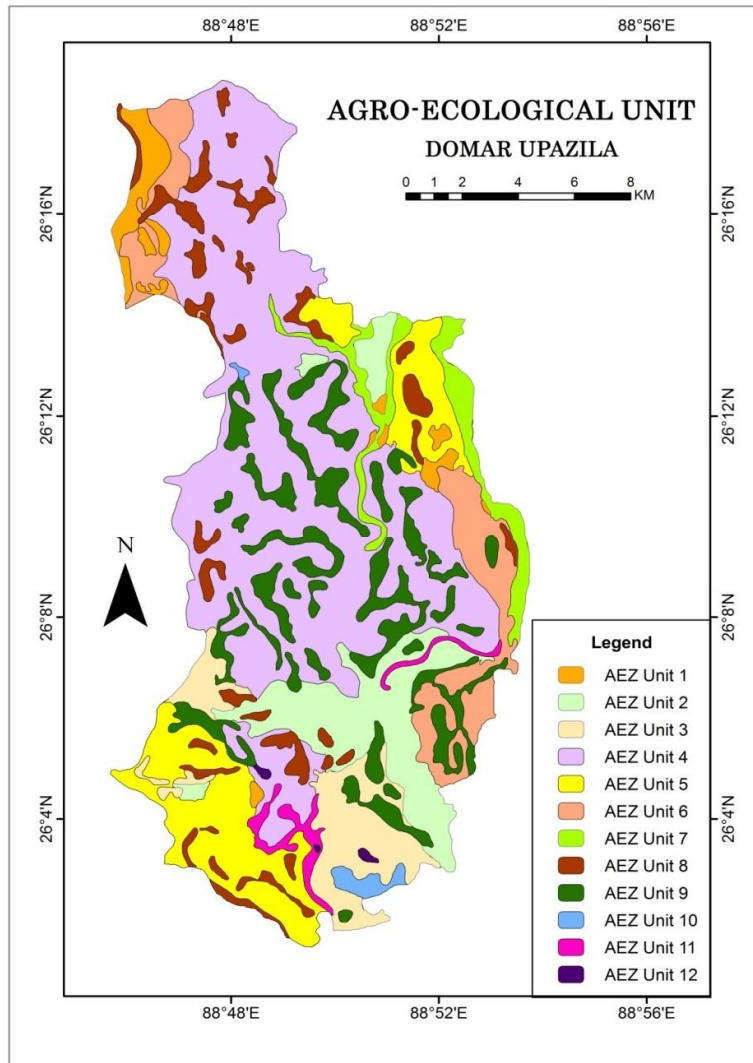 88°48'E 88°52'E 88°56'E
AGRO-ECOLOGICAL UNIT
DOMAR UPAZILA
0 1 2 4 6 8
KM
26°16'N 26°16'N
26°12'N 26°12'N
N
26°8'N 26°8'N
Legend
AEZ Unit 1
AEZ Unit 2
AEZ Unit 3
AEZ Unit 4
AEZ Unit 5
AEZ Unit 6
AEZ Unit 7
AEZ Unit 8
AEZ Unit 9
AEZ Unit 10
AEZ Unit 11
AEZ Unit 12
26°4'N 26°4'N
88°48'E 88°52'E 88°56'E